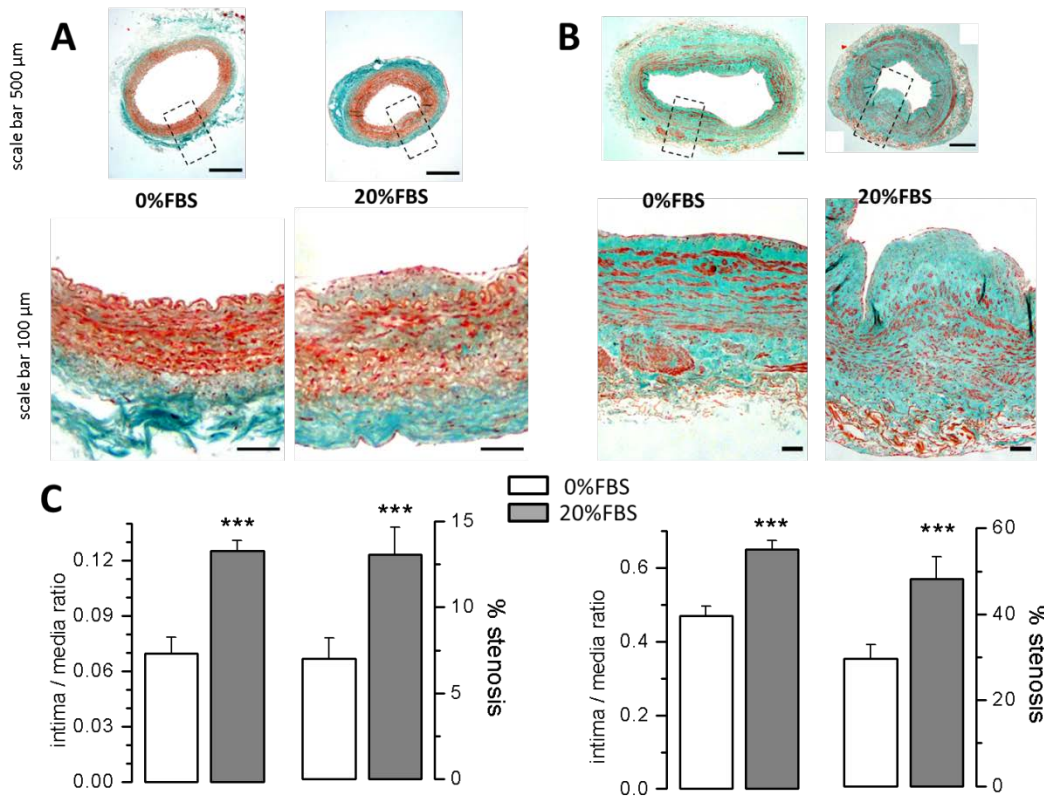 A
B
scale bar 500 µm
0%FBS
20%FBS
0%FBS
20%FBS
scale bar 100 µm
C
0%FBS
20%FBS
intima / media ratio
0.12
0.09
0.06
0.03
0.00
***
***
15
10
5
0
% stenosis
intima / media ratio
0.6
0.4
0.2
0.0
***
***
60
40
20
0
% stenosis